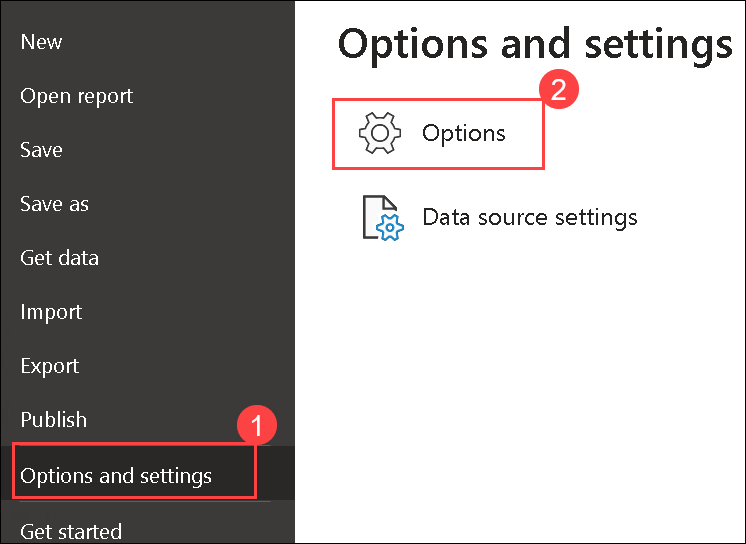 New
Open report
Save
Save as
Get data
Import
Export
Publish
1
Options and settings
Get started
Options and settings
2
Options
Data source settings